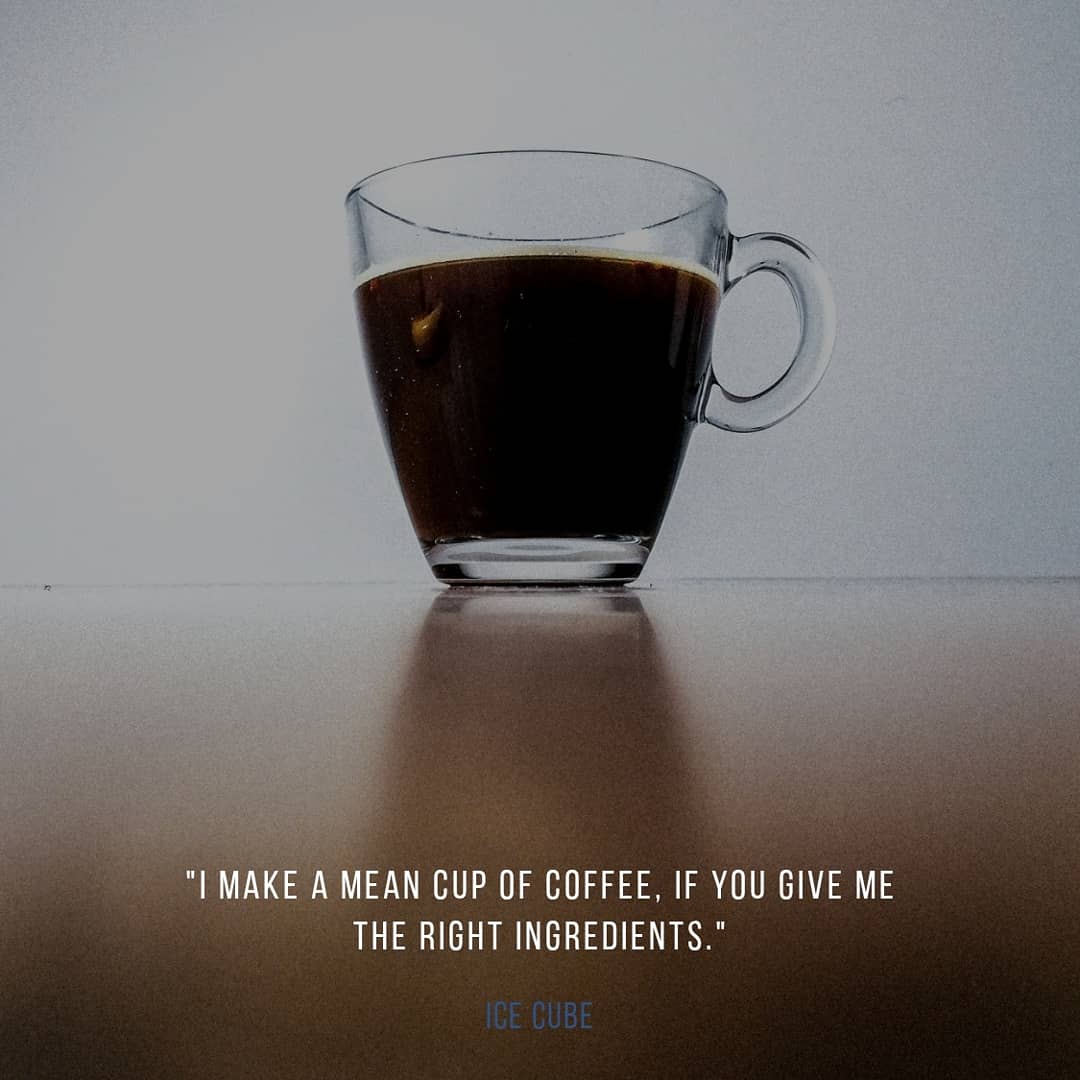 "I MAKE A MEAN CUP OF COFFEE, IF YOU GIVE ME
THE RIGHT INGREDIENTS."
ICE CUBE